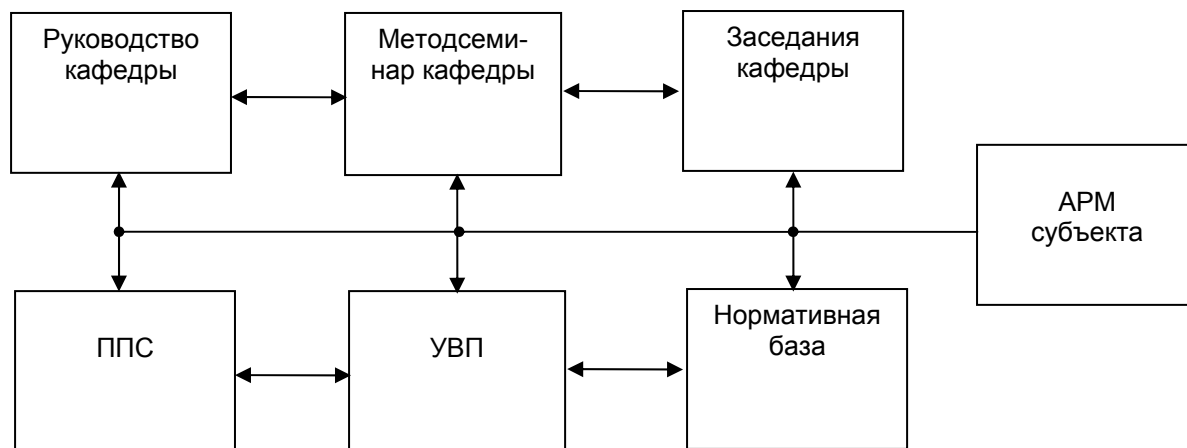 Руководство
кафедры
Методсеми-
нар кафедры
Заседания
кафедры
АРМ
субъекта
ППС
УВП
Нормативная
база